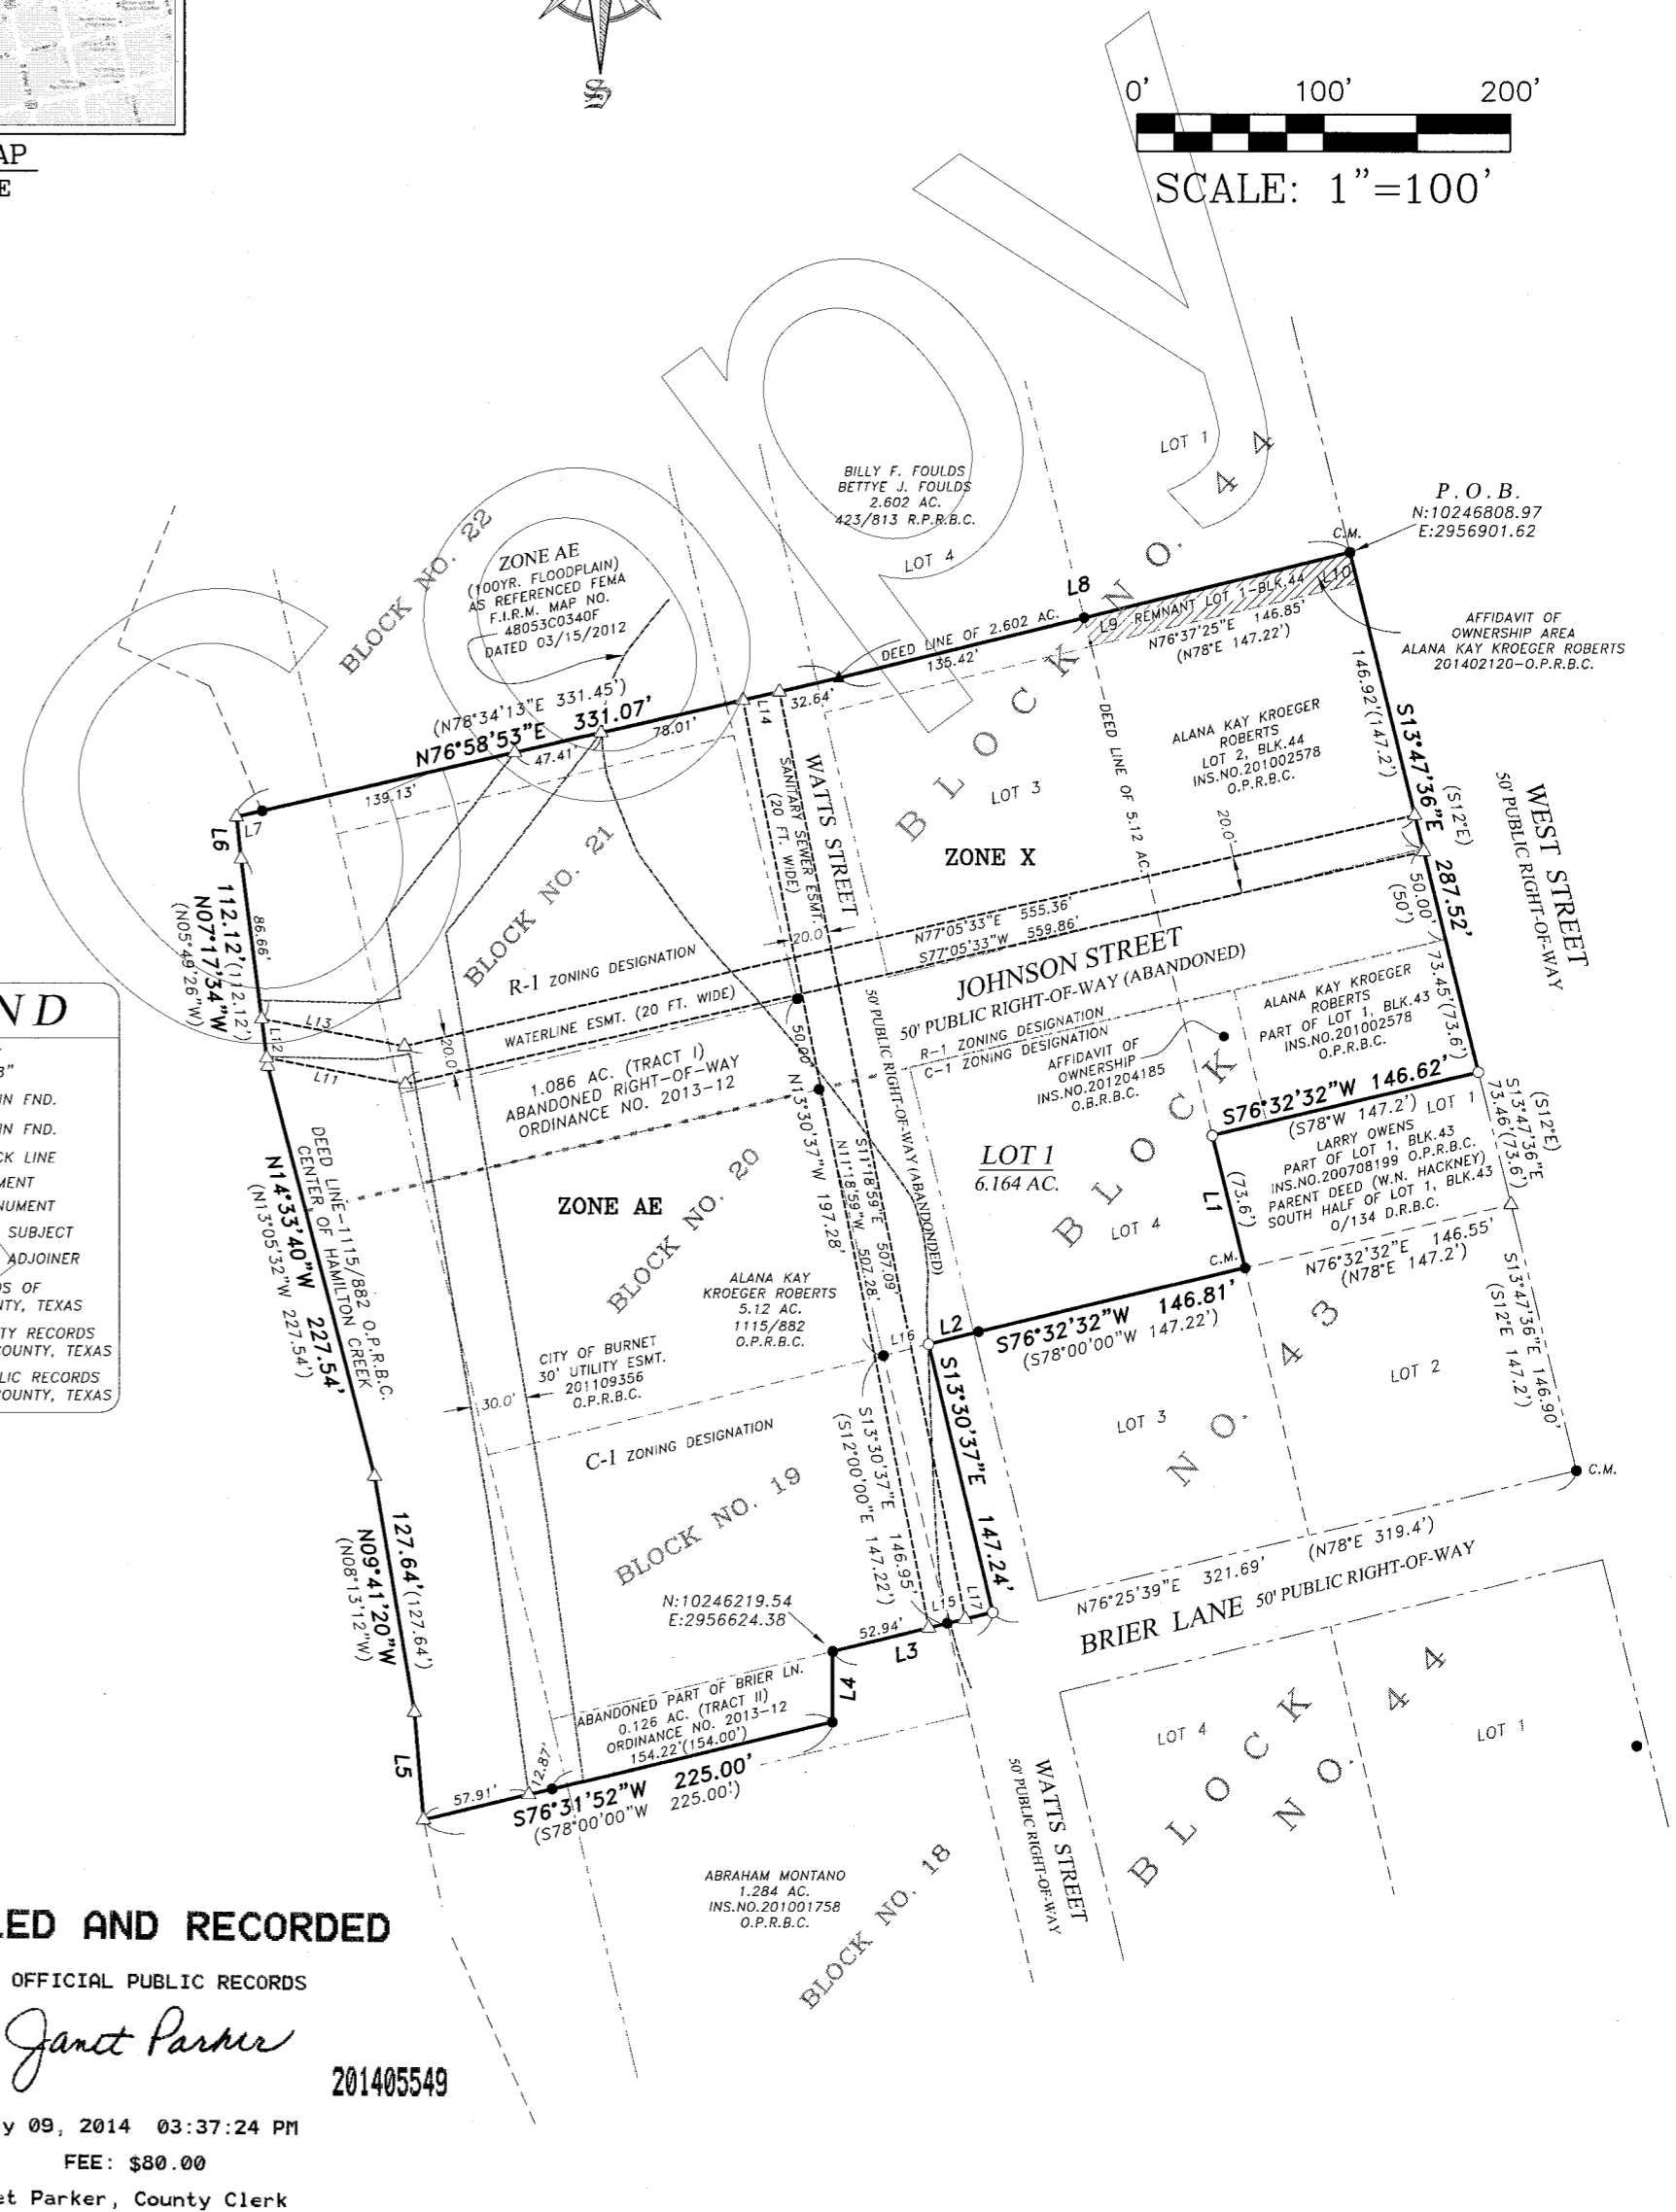 AP
E
S
0' 100' 200'
SCALE: 1"=100'
Copy
P.O.B.
N:10246808.97
E:2956901.62
C.M.
AFFIDAVIT OF
OWNERSHIP AREA
ALANA KAY KROEGER ROBERTS
201402120-O.P.R.B.C.
LOT 1
BILLY F. FOULDS
BETTYE J. FOULDS
2.602 AC.
423/813 R.P.R.B.C.
LOT 4
BLOCK NO. 44
L8
L9 REMNANT LOT 1-BLK.44 L10
N76°37'25"E 146.85'
(N78°E 147.22')
DEED LINE OF 2.602 AC.
135.42'
BLOCK NO. 22
ZONE AE
(100YR. FLOODPLAIN)
AS REFERENCED FEMA
F.I.R.M. MAP NO.
48053C0340F
DATED 03/15/2012
(N78°34'13"E 331.45')
N76°58'53"E 331.07'
47.41'
78.01'
139.13'
32.64'
L14
L7
L6
86.66'
112.12'(112.12')
N07°17'34"W
(N05°49'26"W)
L12
L13
L11
SANITARY SEWER ESMT.
(20 FT. WIDE)
WATTS STREET
20.0'
LOT 3
DEED LINE OF 5.12 AC.
ALANA KAY KROEGER
ROBERTS
LOT 2, BLK.44
INS.NO.201002578
O.P.R.B.C.
20.0'
ZONE X
146.92'(147.2')
S13°47'36"E 287.52'
(S12°E)
50.00'
(50')
73.45'(73.6')
WEST STREET
50' PUBLIC RIGHT-OF-WAY
BLOCK NO. 21
R-1 ZONING DESIGNATION
WATERLINE ESMT. (20 FT. WIDE)
20.0'
N77°05'33"E 555.36'
S77°05'33"W 559.86'
JOHNSON STREET
50' PUBLIC RIGHT-OF-WAY (ABANDONED)
R-1 ZONING DESIGNATION
C-1 ZONING DESIGNATION
AFFIDAVIT OF
OWNERSHIP
INS.NO.201204185
O.B.R.B.C.
ALANA KAY KROEGER
ROBERTS
PART OF LOT 1, BLK.43
INS.NO.201002578
O.P.R.B.C.
1.086 AC. (TRACT I)
ABANDONED RIGHT-OF-WAY
ORDINANCE NO. 2013-12
50.00'
N13°30'37"W 197.28'
50' PUBLIC RIGHT-OF-WAY (ABANDONDED)
N11°18'59"W 507.28'
S11°18'59"E 507.09'
S76°32'32"W 146.62'
(S78°W 147.2')
LOT 1
LARRY OWENS
PART OF LOT 1, BLK.43
INS.NO.200708199 O.P.R.B.C.
PARENT DEED (W.N. HACKNEY)
SOUTH HALF OF LOT 1, BLK.43
O/134 D.R.B.C.
(S12°E)
S13°47'36"E
73.46'(73.6')
L1
(73.6')
LOT 1
6.164 AC.
LOT 4
BLOCK NO. 43
C.M.
N76°32'32"E 146.55'
(N78°E 147.2')
S13°47'36"E 146.90'
(S12°E 147.2')
DEED LINE-1115/882 O.P.R.B.C.
CENTER OF HAMILTON CREEK
N14°33'40"W 227.54'
(N13°05'32"W 227.54')
ZONE AE
BLOCK NO. 20
ALANA KAY
KROEGER ROBERTS
5.12 AC.
1115/882
O.P.R.B.C.
CITY OF BURNET
30' UTILITY ESMT.
201109356
O.P.R.B.C.
30.0'
L16
L2
S76°32'32"W 146.81'
(S78°00'00"W 147.22')
S13°30'37"E 147.24'
S13°30'37"E 146.95'
(S12°00'00"E 147.22')
LOT 3
LOT 2
C.M.
C-1 ZONING DESIGNATION
BLOCK NO. 19
127.64'(127.64')
N09°41'20"W
(N08°13'12"W)
N:10246219.54
E:2956624.38
52.94'
L15
L17
L3
L4
N76°25'39"E 321.69' (N78°E 319.4')
BRIER LANE 50' PUBLIC RIGHT-OF-WAY
ABANDONED PART OF BRIER LN.
0.126 AC. (TRACT II)
ORDINANCE NO. 2013-12
154.22'(154.00')
L5
57.91'
12.87'
S76°31'52"W 225.00'
(S78°00'00"W 225.00')
WATTS STREET
50' PUBLIC RIGHT-OF-WAY
LOT 4
BLOCK NO. 44
LOT 1
ABRAHAM MONTANO
1.284 AC.
INS.NO.201001758
O.P.R.B.C.
BLOCK NO. 18
ND
3"
IN FND.
IN FND.
CK LINE
MENT
NUMENT
SUBJECT
ADJOINER
DS OF
NTY, TEXAS
TY RECORDS
COUNTY, TEXAS
LIC RECORDS
COUNTY, TEXAS
LED AND RECORDED
OFFICIAL PUBLIC RECORDS
Janet Parker
201405549
y 09, 2014 03:37:24 PM
FEE: $80.00
et Parker, County Clerk